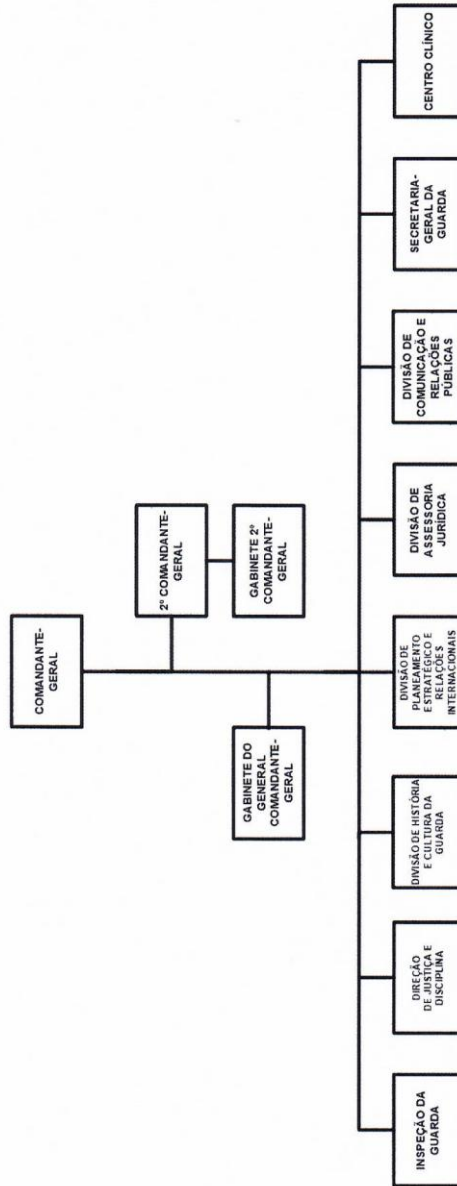 COMANDANTE-
GERAL
2º COMANDANTE-
GERAL
GABINETE 2º
COMANDANTE-
GERAL
GABINETE DO
GENERAL
COMANDANTE-
GERAL
INSPEÇÃO DA
GUARDA
DIREÇÃO
DE JUSTIÇA E
DISCIPLINA
DIVISÃO DE HISTÓRIA
E CULTURA DA
GUARDA
DIVISÃO DE
PLANEAMENTO
ESTRATÉGICO E
RELAÇÕES
INTERNACIONAIS
DIVISÃO DE
ASSESSORIA
JURÍDICA
DIVISÃO DE
COMUNICAÇÃO E
RELAÇÕES
PÚBLICAS
SECRETARIA-
GERAL DA
GUARDA
CENTRO CLÍNICO